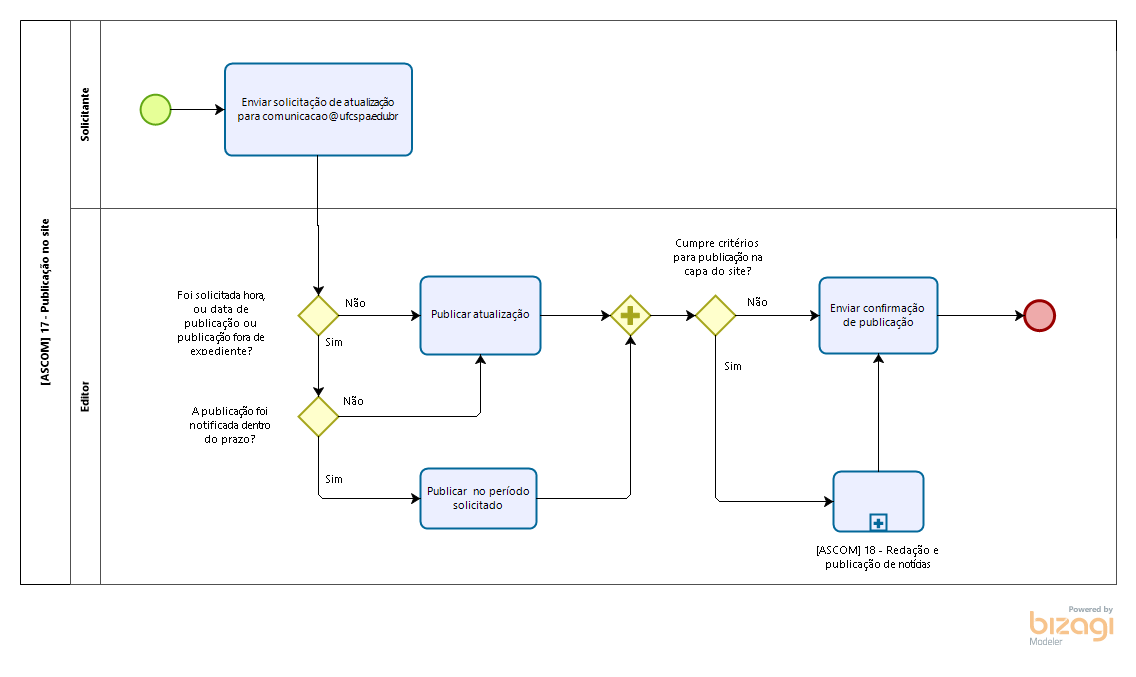 [ASCOM] 17 - Publicação no site
Solicitante
Enviar solicitação de atualização
para comunicacao@ufcspa.edu.br
Editor
Foi solicitada hora,
ou data de
publicação ou
publicação fora de
expediente?
Não
Sim
Publicar atualização
A publicação foi
notificada dentro
do prazo?
Não
Sim
Publicar no período
solicitado
Cumpre critérios
para publicação na
capa do site?
Não
Sim
Enviar confirmação
de publicação
[ASCOM] 18 - Redação e
publicação de notícias
Powered by
bizagi
Modeler